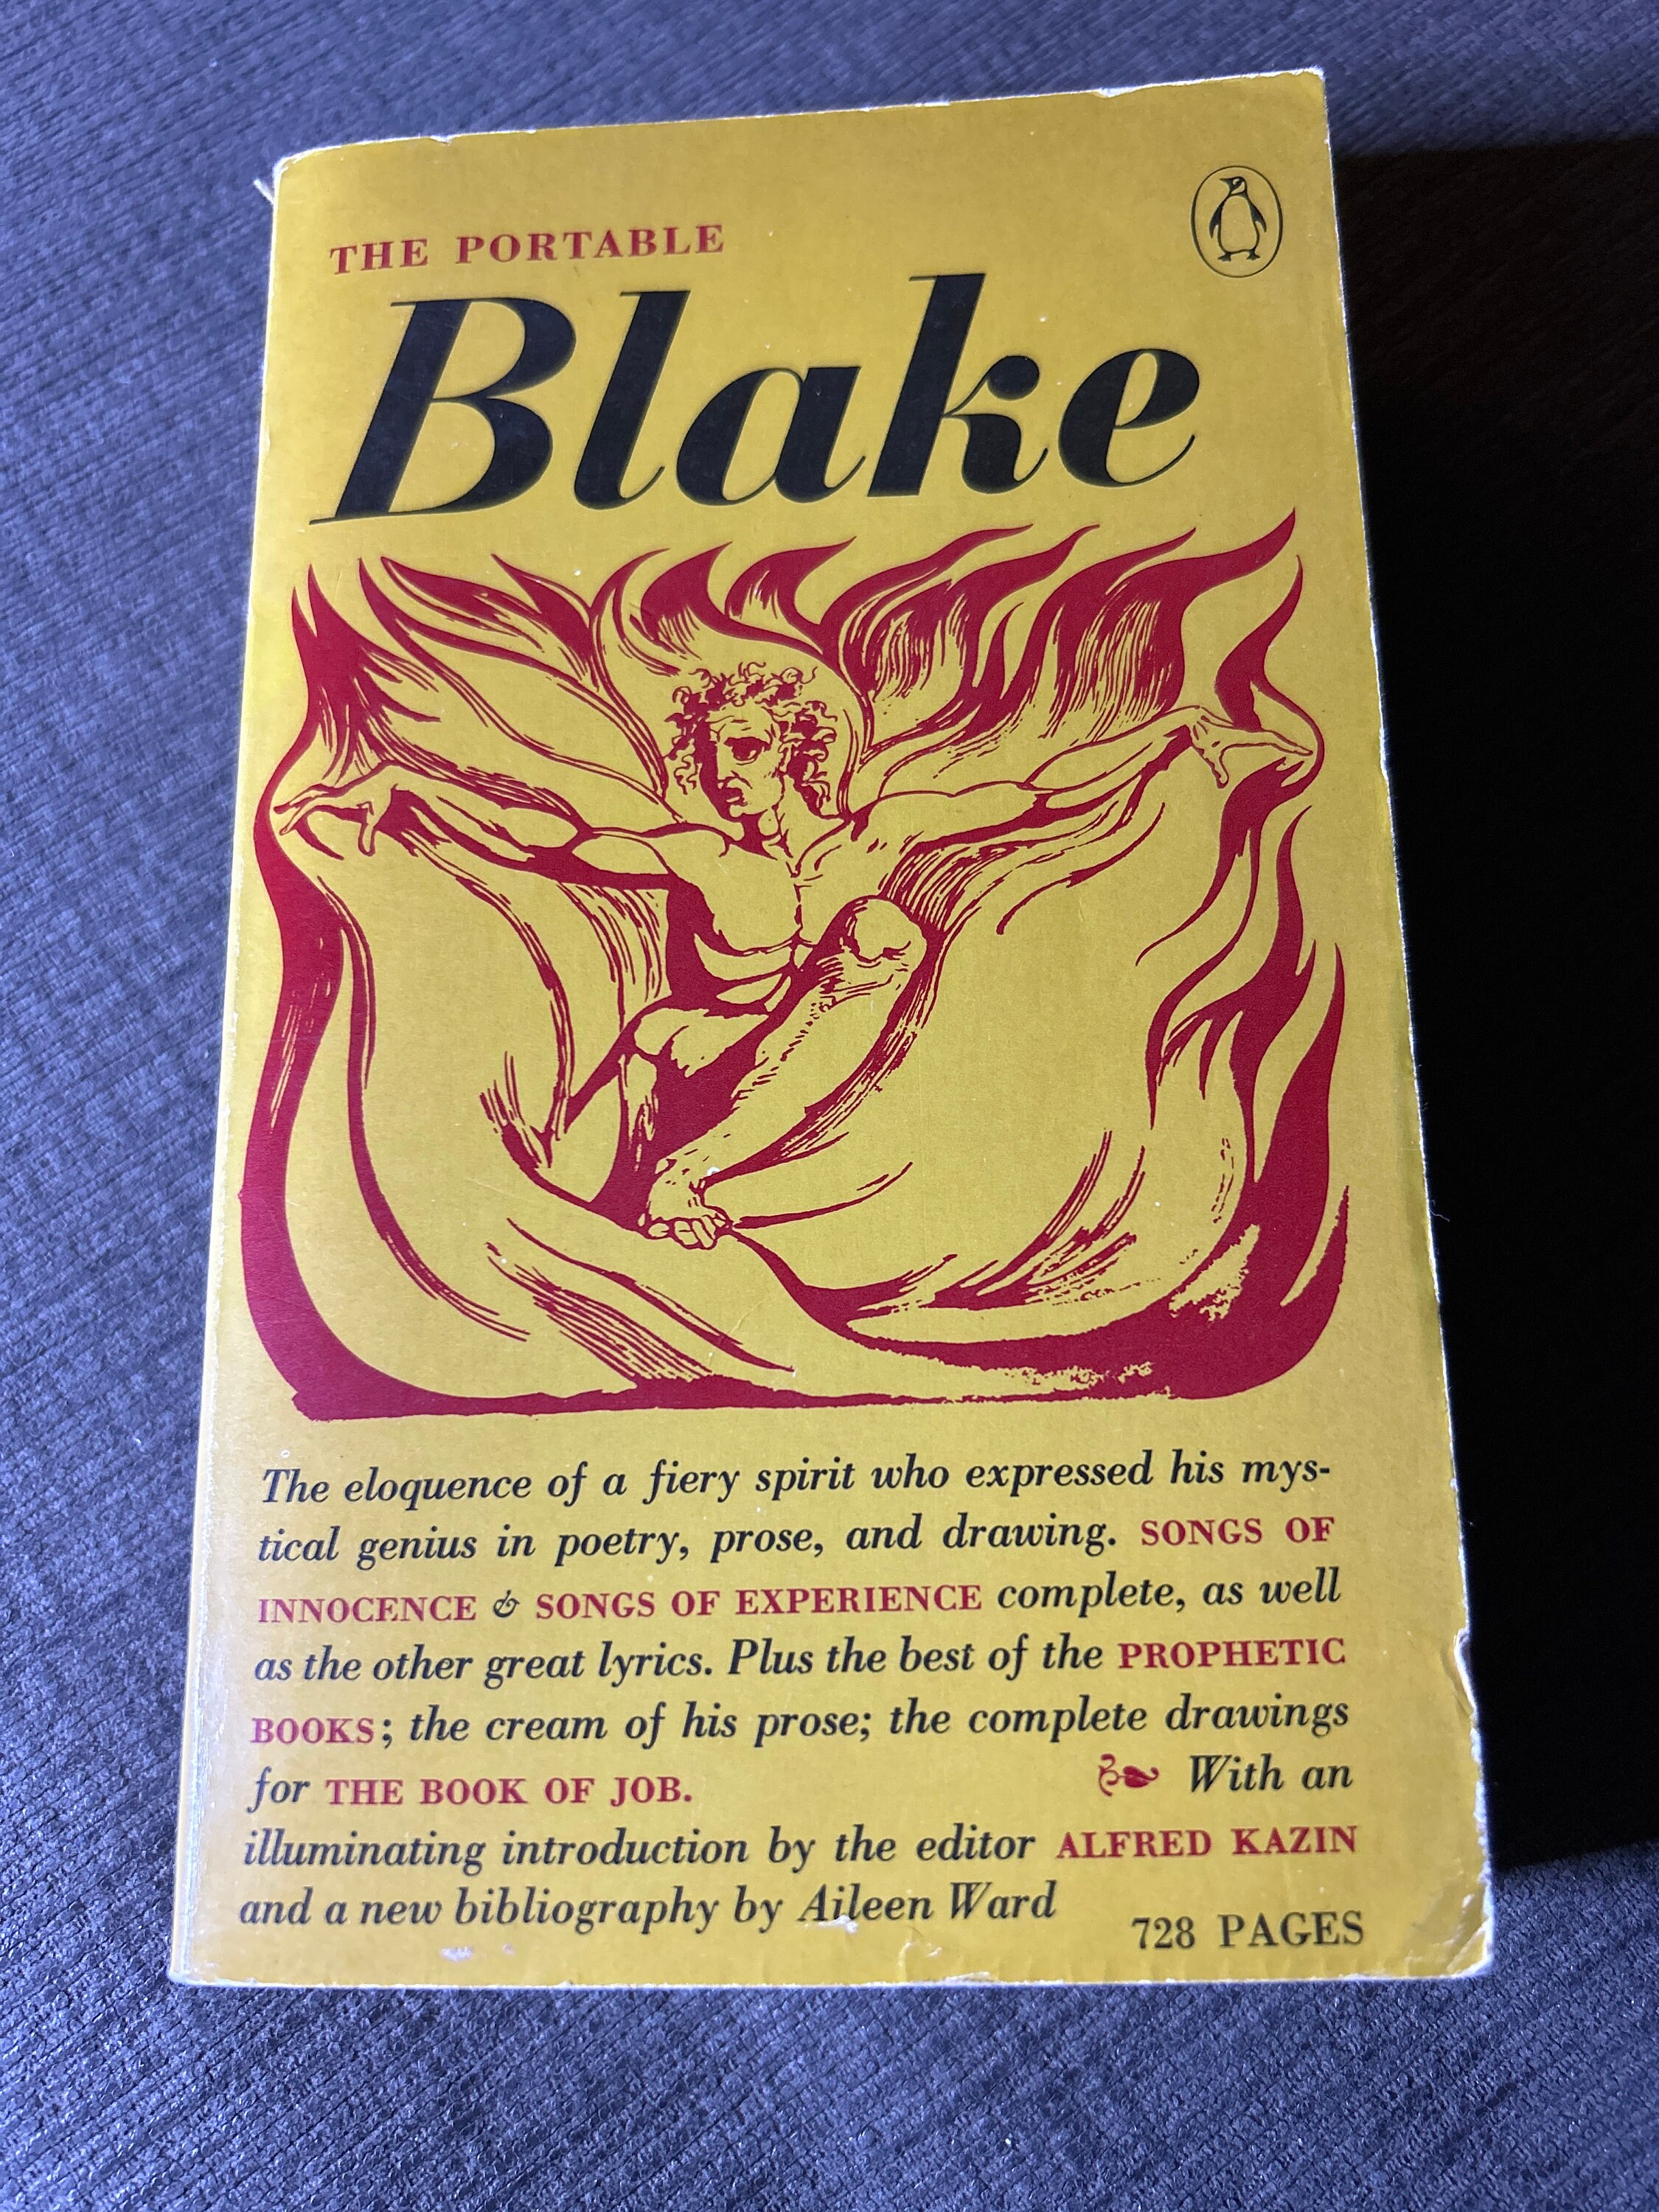 THE PORTABLE
Blake
The eloquence of a fiery spirit who expressed his mys-
tical genius in poetry, prose, and drawing. SONGS OF
INNOCENCE & SONGS OF EXPERIENCE complete, as well
as the other great lyrics. Plus the best of the PROPHETIC
BOOKS; the cream of his prose; the complete drawings
for THE BOOK OF JOB. With an
illuminating introduction by the editor ALFRED KAZIN
and a new bibliography by Aileen Ward
728 PAGES